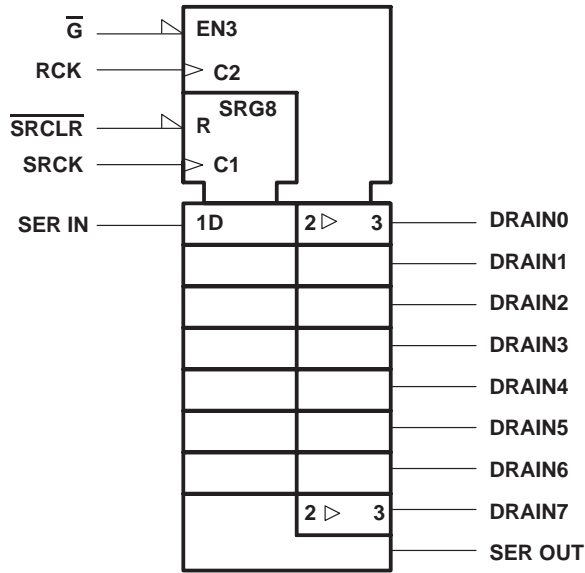 G̅ EN3
RCK C2
SRG8
S̅R̅C̅L̅R̅ R
SRCK C1
SER IN 1D 2 3 DRAIN0
DRAIN1
DRAIN2
DRAIN3
DRAIN4
DRAIN5
DRAIN6
2 3 DRAIN7
SER OUT